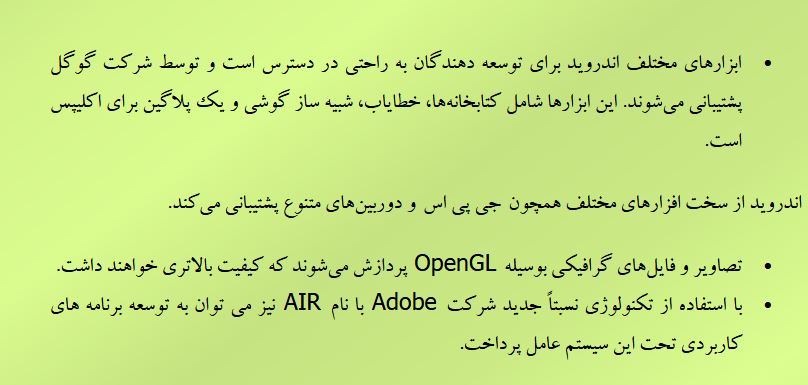 • ابزارهای مختلف اندروید برای توسعه دهندگان به راحتی در دسترس است و توسط شرکت گوگل
پشتیبانی می‌شوند. این ابزارها شامل کتابخانه‌ها، خطایاب، شبیه ساز گوشی و یک پلاگین برای اکلیپس
است.
اندروید از سخت افزارهای مختلف همچون جی پی اس و دوربین‌های متنوع پشتیبانی می‌کند.
• تصاویر و فایل‌های گرافیکی بوسیله OpenGL پردازش می‌شوند که کیفیت بالاتری خواهند داشت.
• با استفاده از تکنولوژی نسبتاً جدید شرکت Adobe با نام AIR نیز می توان به توسعه برنامه های
کاربردی تحت این سیستم عامل پرداخت.